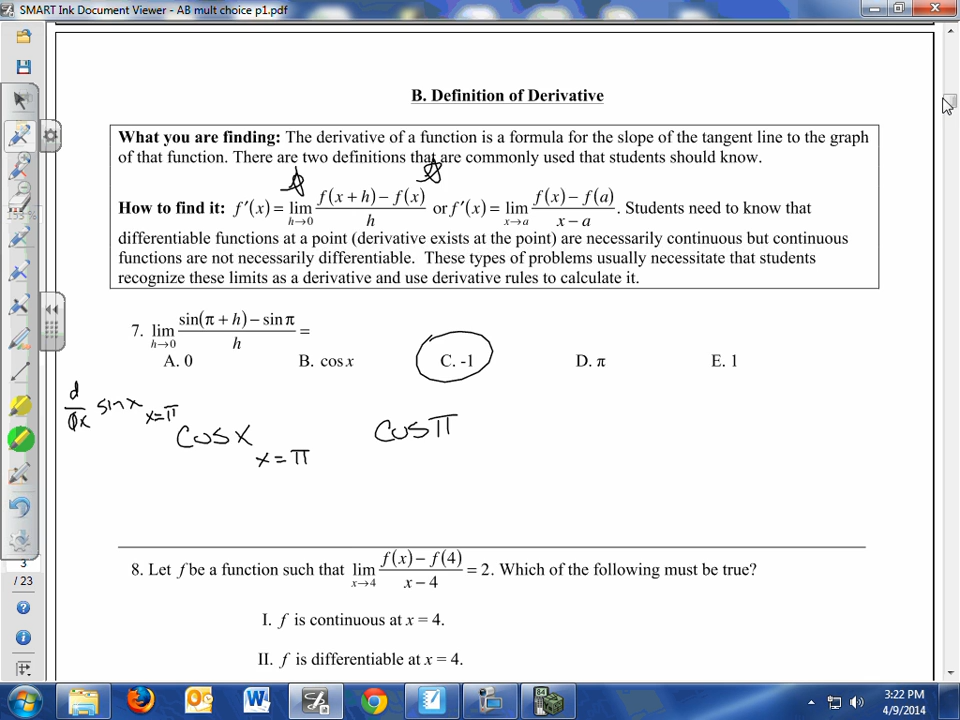 SMART Ink Document Viewer - AB mult choice p1.pdf
B. Definition of Derivative
What you are finding: The derivative of a function is a formula for the slope of the tangent line to the graph
of that function. There are two definitions that are commonly used that students should know.
How to find it: f′(x) = lim h→0 f(x + h) − f(x) / h or f′(x) = lim x→a f(x) − f(a) / x − a. Students need to know that
differentiable functions at a point (derivative exists at the point) are necessarily continuous but continuous
functions are not necessarily differentiable. These types of problems usually necessitate that students
recognize these limits as a derivative and use derivative rules to calculate it.
7. lim h→0 sin(π + h) − sin π / h =
A. 0 B. cos x C. -1 D. π E. 1
d/dx sin x x=π
cos x x = π cos π
8. Let f be a function such that lim x→4 f(x) − f(4) / x − 4 = 2. Which of the following must be true?
I. f is continuous at x = 4.
II. f is differentiable at x = 4.
3
/ 23
3:22 PM
4/9/2014